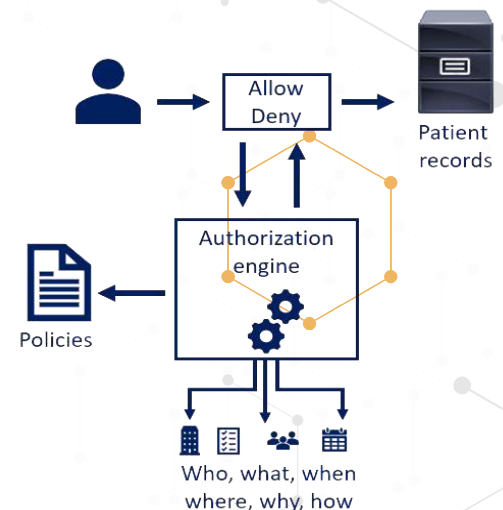 Allow
Deny
Patient
records
Authorization
engine
Policies
Who, what, when
where, why, how